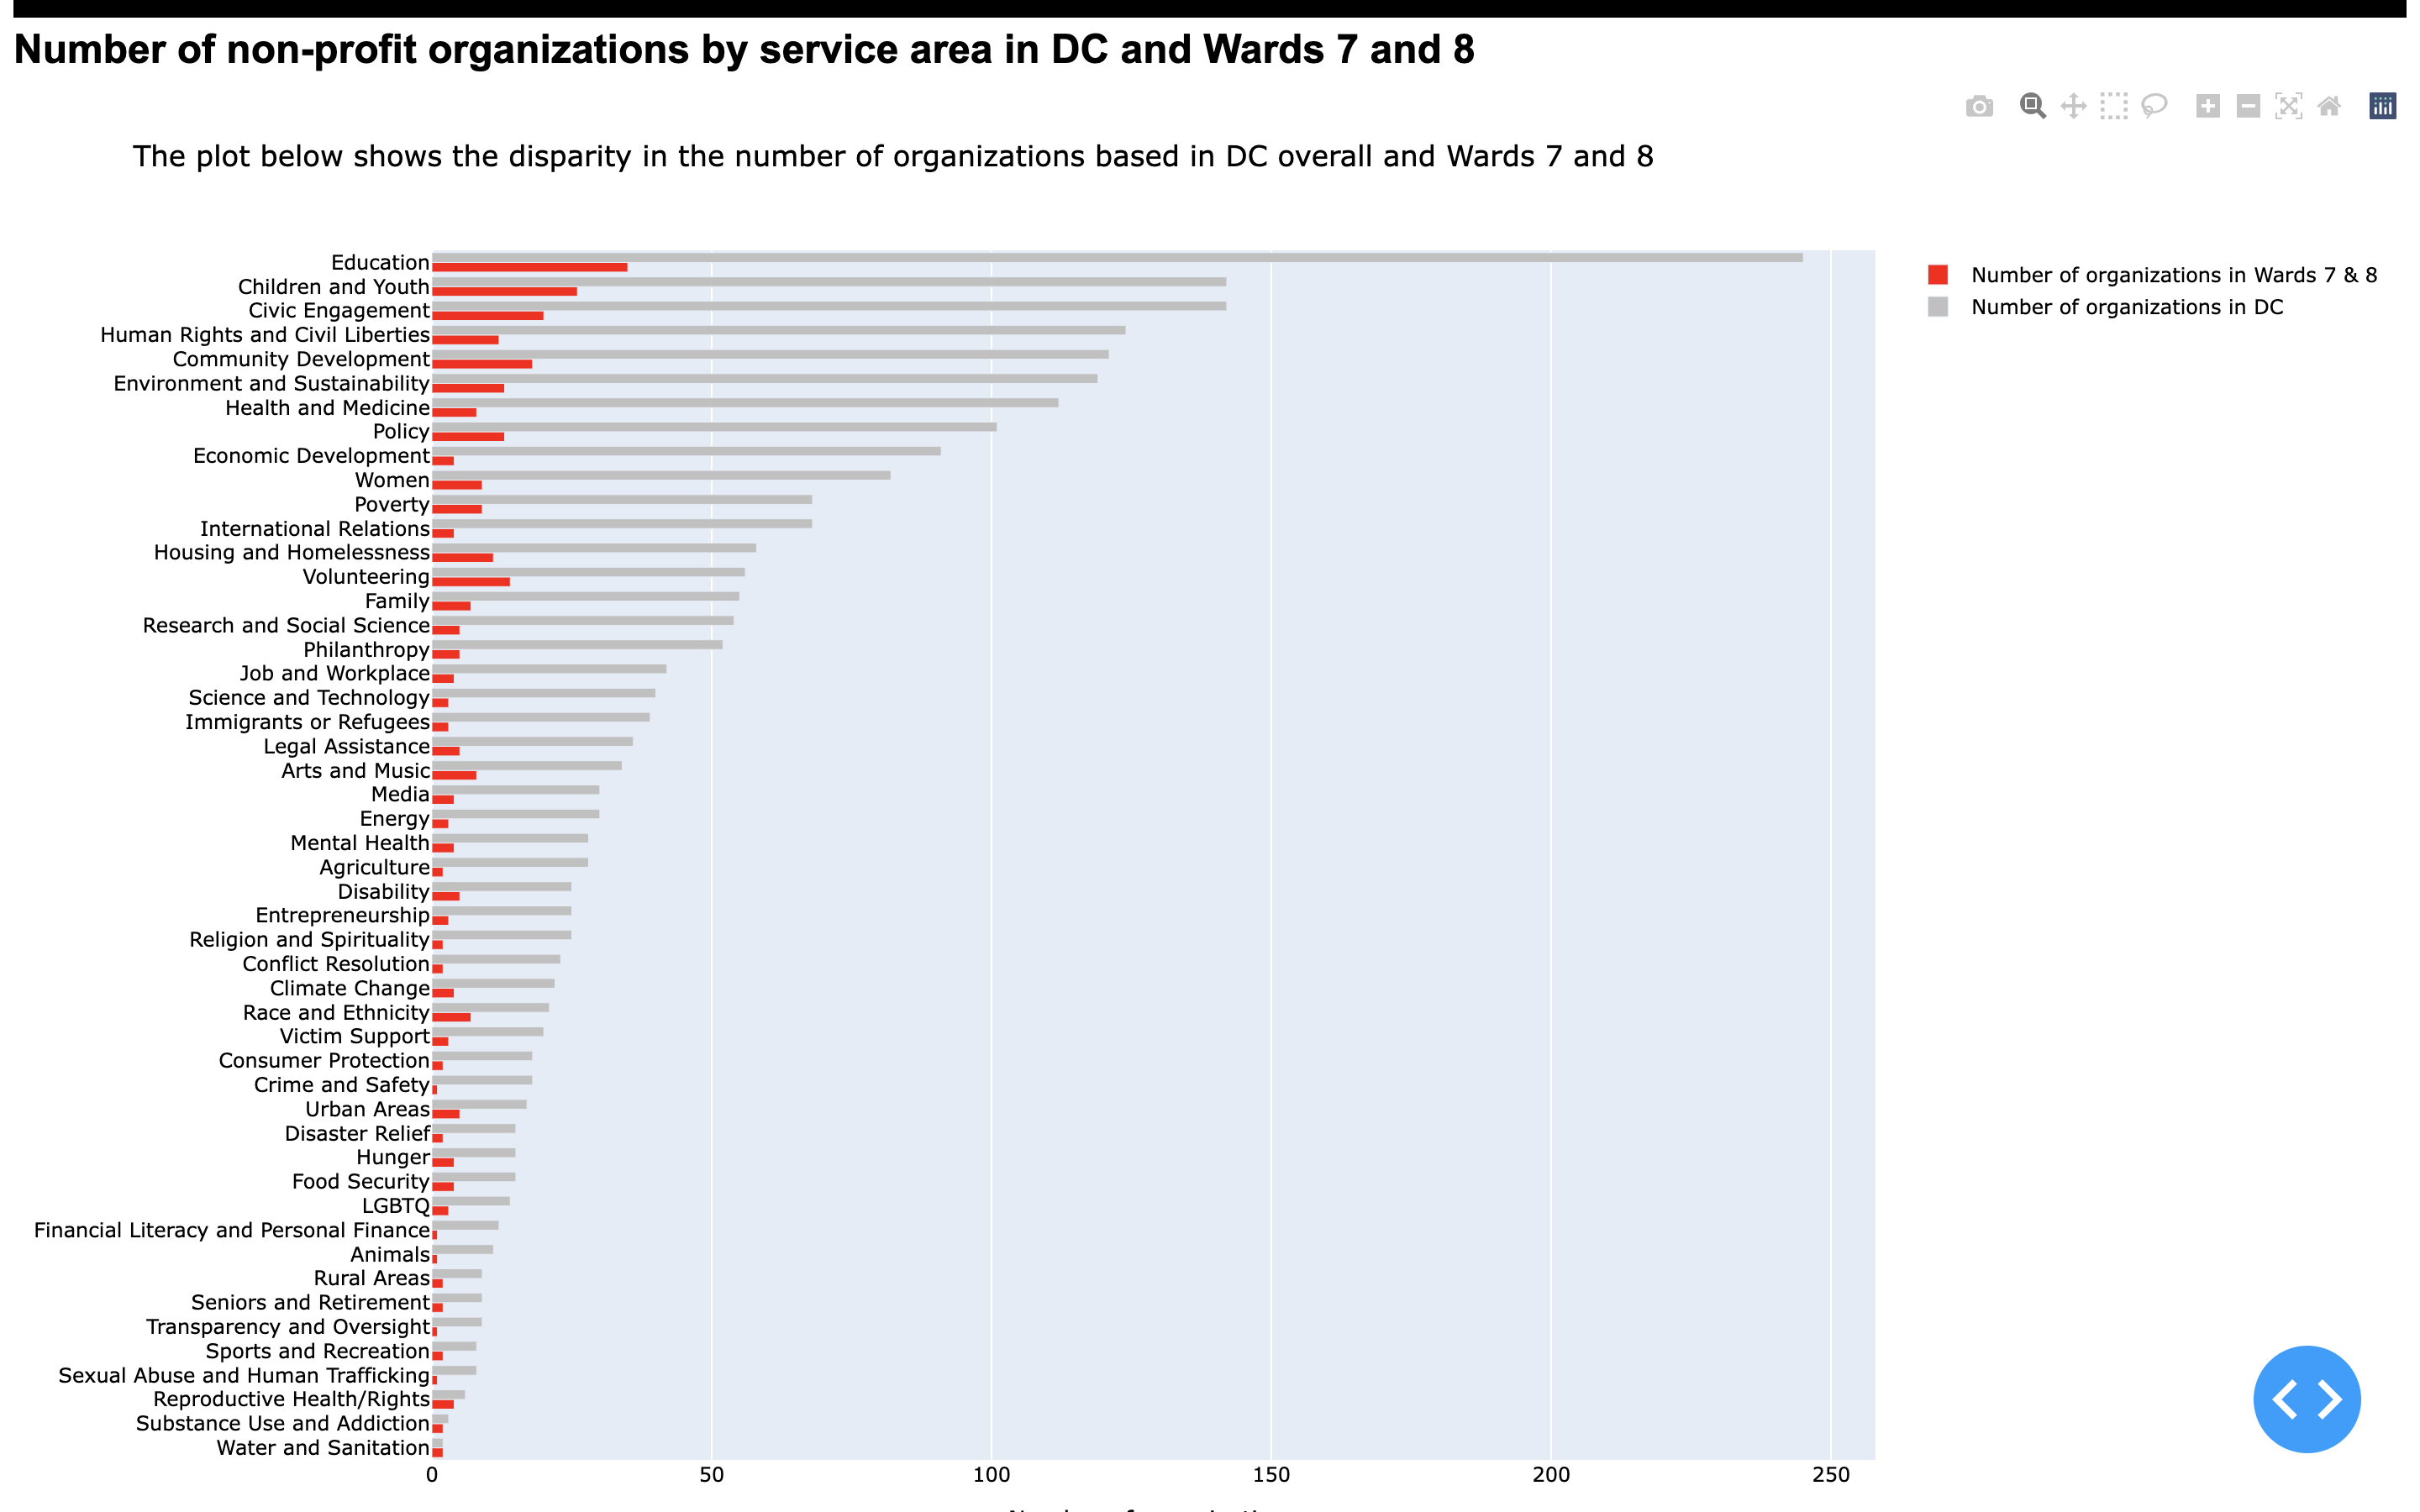 Number of non-profit organizations by service area in DC and Wards 7 and 8
The plot below shows the disparity in the number of organizations based in DC overall and Wards 7 and 8
Number of organizations in Wards 7 & 8
Number of organizations in DC
Education
Children and Youth
Civic Engagement
Human Rights and Civil Liberties
Community Development
Environment and Sustainability
Health and Medicine
Policy
Economic Development
Women
Poverty
International Relations
Housing and Homelessness
Volunteering
Family
Research and Social Science
Philanthropy
Job and Workplace
Science and Technology
Immigrants or Refugees
Legal Assistance
Arts and Music
Media
Energy
Mental Health
Agriculture
Disability
Entrepreneurship
Religion and Spirituality
Conflict Resolution
Climate Change
Race and Ethnicity
Victim Support
Consumer Protection
Crime and Safety
Urban Areas
Disaster Relief
Hunger
Food Security
LGBTQ
Financial Literacy and Personal Finance
Animals
Rural Areas
Seniors and Retirement
Transparency and Oversight
Sports and Recreation
Sexual Abuse and Human Trafficking
Reproductive Health/Rights
Substance Use and Addiction
Water and Sanitation
0 50 100 150 200 250